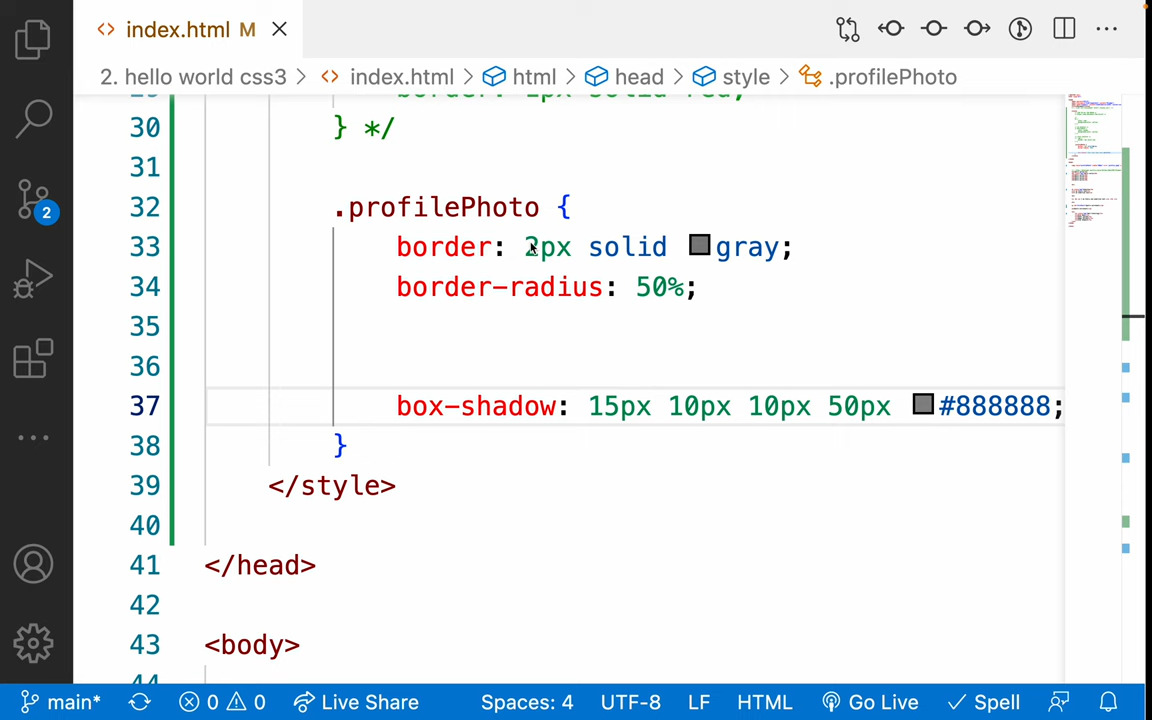 index.html M
2. hello world css3 > index.html > html > head > style > .profilePhoto
30 } */
31
32 .profilePhoto {
33 border: 2px solid gray;
34 border-radius: 50%;
35
36
37 box-shadow: 15px 10px 10px 50px #888888;
38 }
39 </style>
40
41 </head>
42
43 <body>
2
main* 0 0 Live Share Spaces: 4 UTF-8 LF HTML Go Live Spell